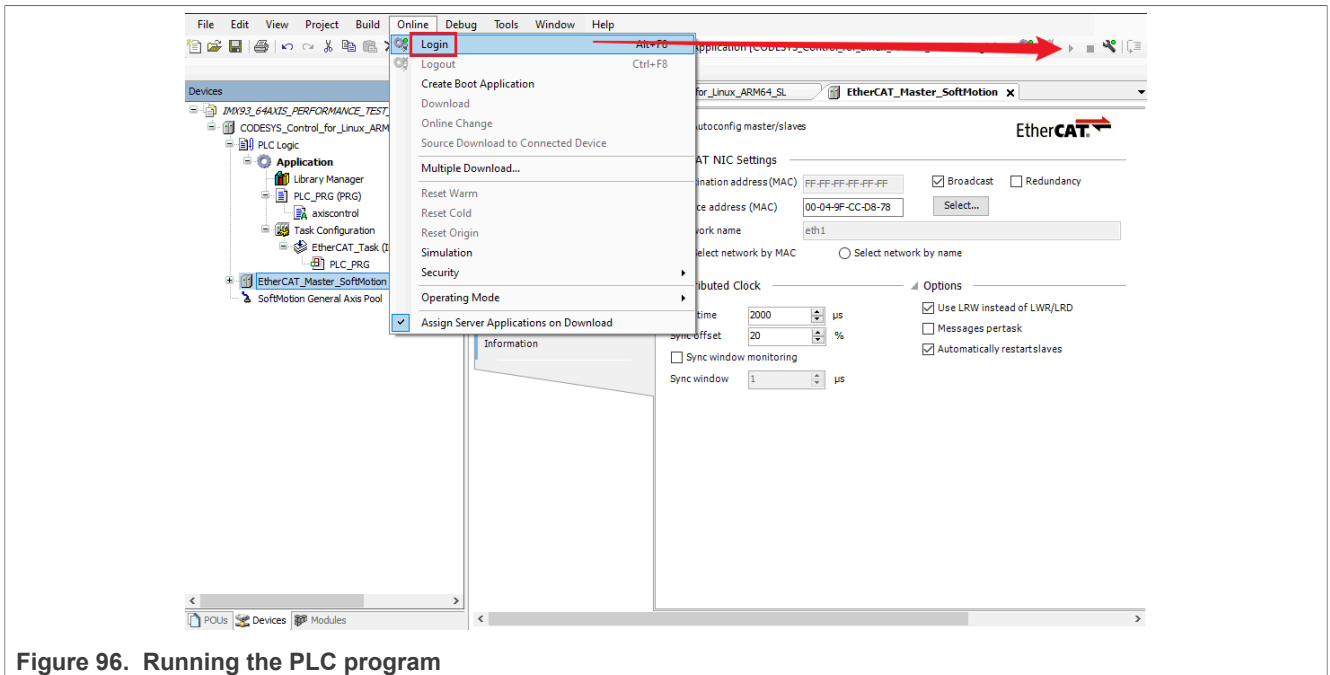 File Edit View Project Build Online Debug Tools Window Help
Login Alt+F8
Logout Ctrl+F8
Create Boot Application
Download
Online Change
Source Download to Connected Device
Multiple Download...
Reset Warm
Reset Cold
Reset Origin
Simulation
Security
Operating Mode
Assign Server Applications on Download
Devices
IMX93_64AXIS_PERFORMANCE_TEST_
CODESYS_Control_for_Linux_ARM
PLC Logic
Application
Library Manager
PLC_PRG (PRG)
axiscontrol
Task Configuration
EtherCAT_Task (I
PLC_PRG
EtherCAT_Master_SoftMotion
SoftMotion General Axis Pool
POUs Devices Modules
Information
for_Linux_ARM64_SL EtherCAT_Master_SoftMotion
utoconfig master/slaves
EtherCAT
AT NIC Settings
ination address (MAC) FF-FF-FF-FF-FF-FF Broadcast Redundancy
ce address (MAC) 00-04-9F-CC-D8-78 Select...
ork name eth1
elect network by MAC Select network by name
ibuted Clock Options
time 2000 µs Use LRW instead of LWR/LRD
Sync offset 20 % Messages pertask
Sync window monitoring Automatically restartslaves
Sync window 1 µs
Figure 96. Running the PLC program